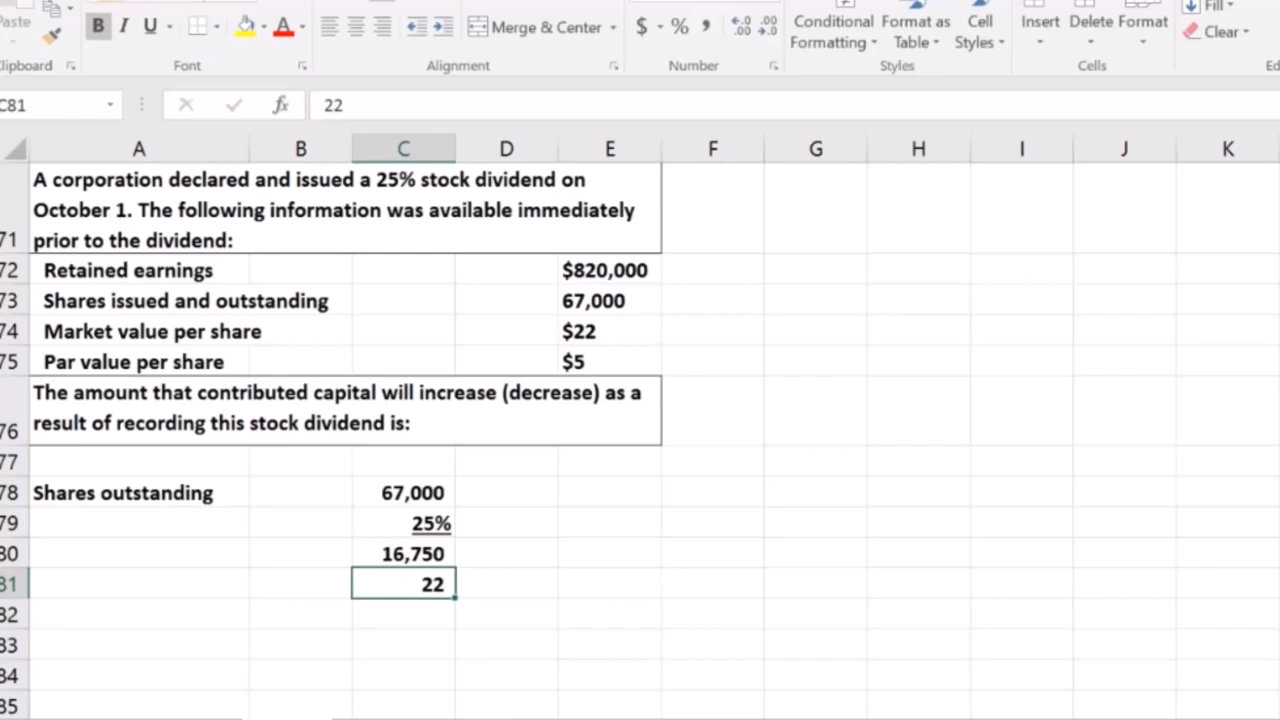 Paste
B I U A
Merge & Center
$ % ,
Conditional Formatting
Format as Table
Cell Styles
Insert Delete Format
Fill
Clear
Clipboard
Font
Alignment
Number
Styles
Cells
C81 fx 22
A B C D E F G H I J K
71 A corporation declared and issued a 25% stock dividend on
October 1. The following information was available immediately
prior to the dividend:
72 Retained earnings $820,000
73 Shares issued and outstanding 67,000
74 Market value per share $22
75 Par value per share $5
76 The amount that contributed capital will increase (decrease) as a
result of recording this stock dividend is:
77
78 Shares outstanding 67,000
79 25%
80 16,750
81 22
82
83
84
85